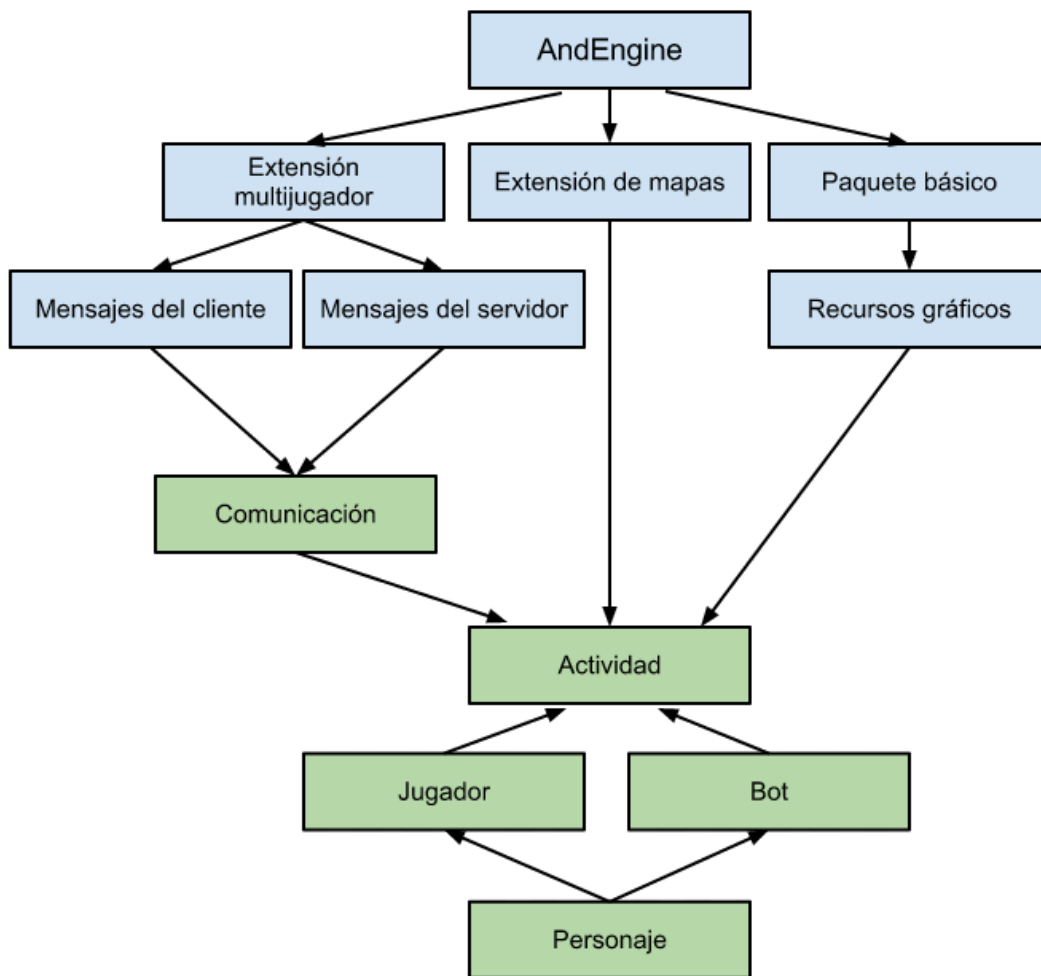 AndEngine
Extensión
multijugador
Extensión de mapas
Paquete básico
Mensajes del cliente
Mensajes del servidor
Recursos gráficos
Comunicación
Actividad
Jugador
Bot
Personaje